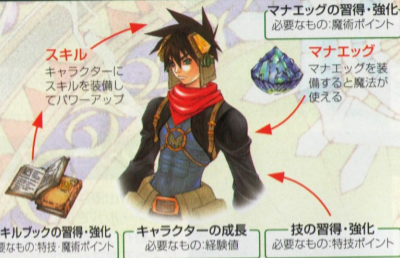 マナエッグの習得・強化
必要なもの:魔術ポイント
スキル
キャラクターに
スキルを装備し
てパワーアップ
マナエッグ
マナエッグを装
備すると魔法が
使える
キルブックの習得・強化
要なもの:特技・魔術ポイント
キャラクターの成長
必要なもの:経験値
技の習得・強化
必要なもの:特技ポイント